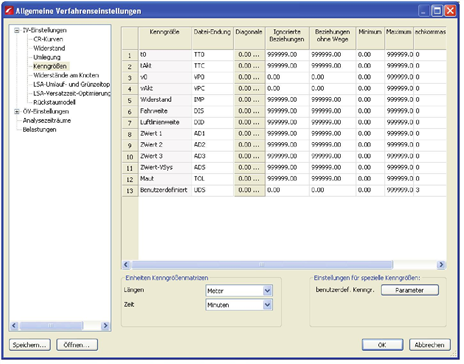 Allgemeine Verfahrenseinstellungen
IV-Einstellungen
CR-Kurven
Widerstand
Umlegung
Kenngrößen
Widerstände am Knoten
LSA-Umlauf- und Grünzeitop
LSA-Versatzzeit-Optimierung
Rückstaumodell
ÖV-Einstellungen
Analysezeiträume
Belastungen
Kenngröße Datei-Endung Diagonale Ignorierte Beziehungen Beziehungen ohne Wege Minimum Maximum achkommas
1 t0 TT0 0.00 ... 999999.00 999999.00 0.00 999999.0 0
2 tAkt TTC 0.00 ... 999999.00 999999.00 0.00 999999.0 0
3 v0 VP0 0.00 ... 0.00 0.00 0.00 999999.0 0
4 vAkt VPC 0.00 ... 0.00 0.00 0.00 999999.0 0
5 Widerstand IMP 0.00 ... 999999.00 999999.00 0.00 999999.0 0
6 Fahrweite DIS 0.00 ... 999999.00 999999.00 0.00 999999.0 0
7 Luftlinienweite DID 0.00 ... 999999.00 999999.00 0.00 999999.0 0
8 ZWert 1 AD1 0.00 ... 999999.00 999999.00 0.00 999999.0 0
9 ZWert 2 AD2 0.00 ... 999999.00 999999.00 0.00 999999.0 0
10 ZWert 3 AD3 0.00 ... 999999.00 999999.00 0.00 999999.0 0
11 ZWert-VSys ADS 0.00 ... 999999.00 999999.00 0.00 999999.0 0
12 Maut TOL 0.00 ... 999999.00 999999.00 0.00 999999.0 0
13 Benutzerdefiniert UDS 0.00 ... 0.00 0.00 0.00 999999.0 3
Einheiten Kenngrößenmatrizen
Längen Meter
Zeit Minuten
Einstellungen für spezielle Kenngrößen:
benutzerdef. Kenngr. Parameter
Speichern... Öffnen... OK Abbrechen